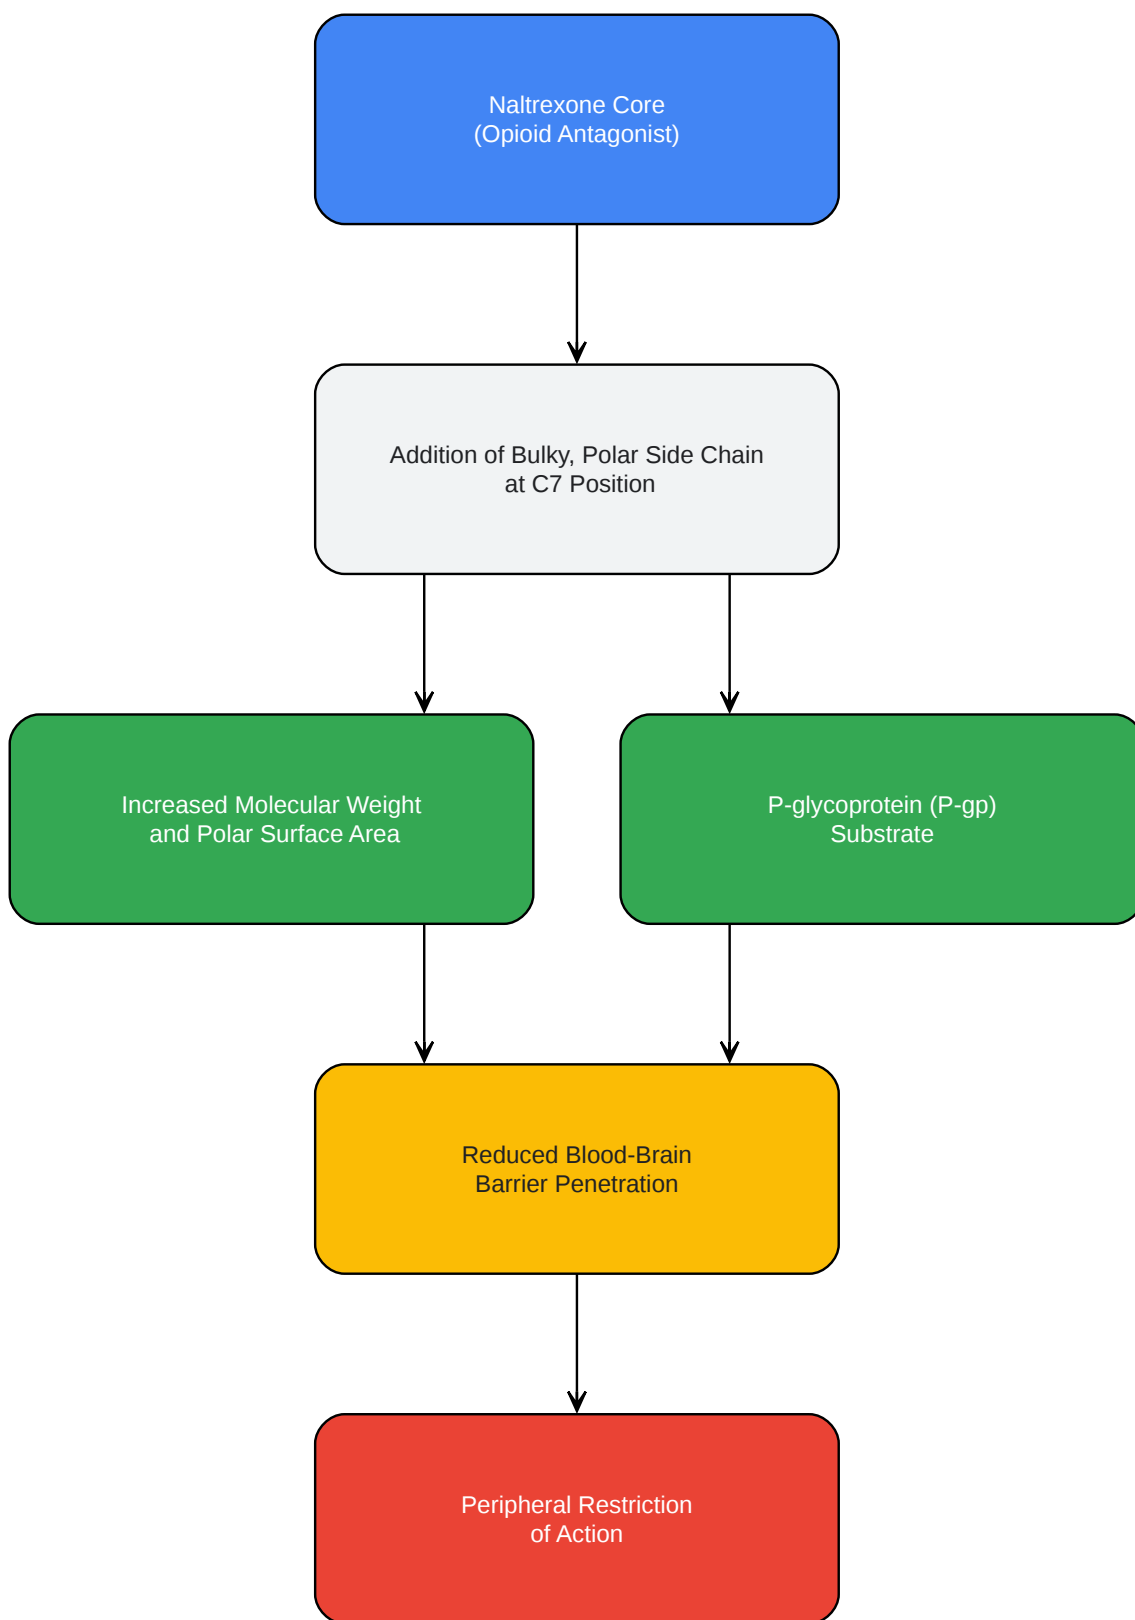 Naltrexone Core
(Opioid Antagonist)
Addition of Bulky, Polar Side Chain
at C7 Position
Increased Molecular Weight
and Polar Surface Area
P-glycoprotein (P-gp)
Substrate
Reduced Blood-Brain
Barrier Penetration
Peripheral Restriction
of Action